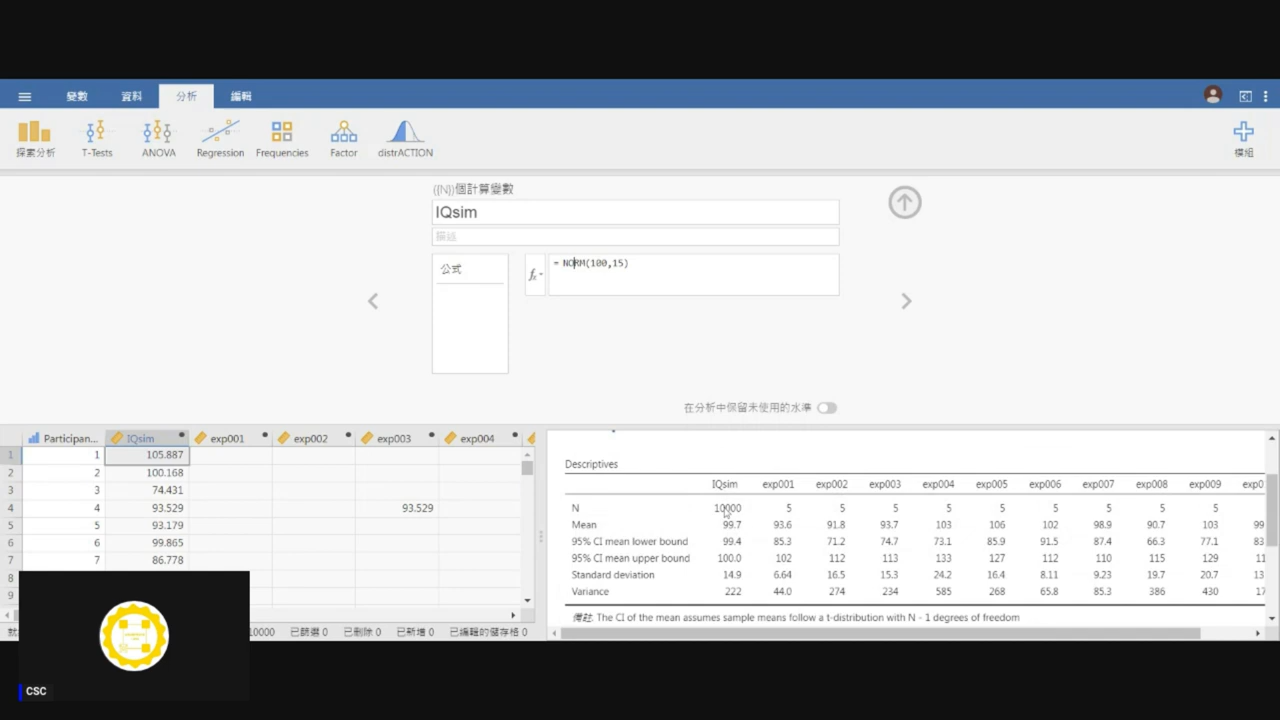 變數 資料 分析 編輯
探索分析 T-Tests ANOVA Regression Frequencies Factor distrACTION 模組
({N})個計算變數
IQsim
描述
公式
fx = NORM(100,15)
在分析中保留未使用的水準
Participan... IQsim exp001 exp002 exp003 exp004
1 1 105.887
2 2 100.168
3 3 74.431
4 4 93.529 93.529
5 5 93.179
6 6 99.865
7 7 86.778
8
9
10000 已篩選 0 已刪除 0 已新增 0 已編輯的儲存格 0
Descriptives
IQsim exp001 exp002 exp003 exp004 exp005 exp006 exp007 exp008 exp009 exp0
N 10000 5 5 5 5 5 5 5 5 5
Mean 99.7 93.6 91.8 93.7 103 106 102 98.9 90.7 103 99
95% CI mean lower bound 99.4 85.3 71.2 74.7 73.1 85.9 91.5 87.4 66.3 77.1 83
95% CI mean upper bound 100.0 102 112 113 133 127 112 110 115 129 11
Standard deviation 14.9 6.64 16.5 15.3 24.2 16.4 8.11 9.23 19.7 20.7 13
Variance 222 44.0 274 234 585 268 65.8 85.3 386 430 17
備註. The CI of the mean assumes sample means follow a t-distribution with N - 1 degrees of freedom
CSC